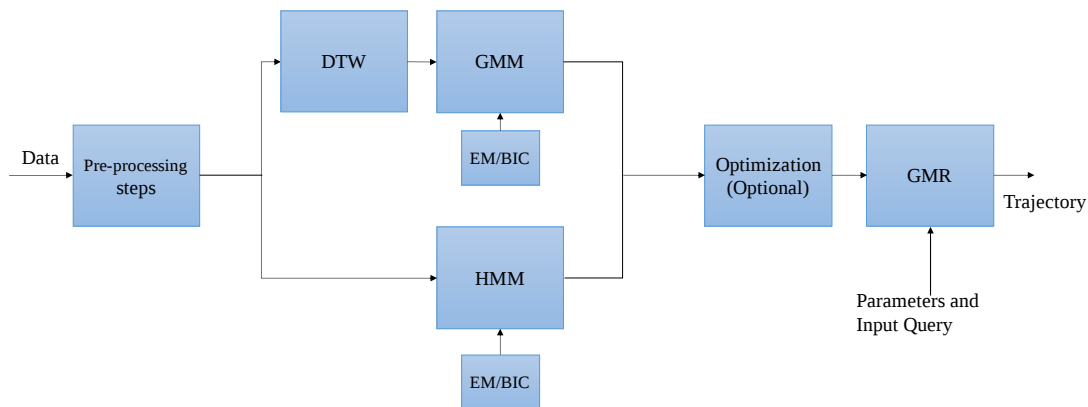 DTW
GMM
Data
Pre-processing
steps
EM/BIC
Optimization
(Optional)
GMR
Trajectory
HMM
Parameters and
Input Query
EM/BIC